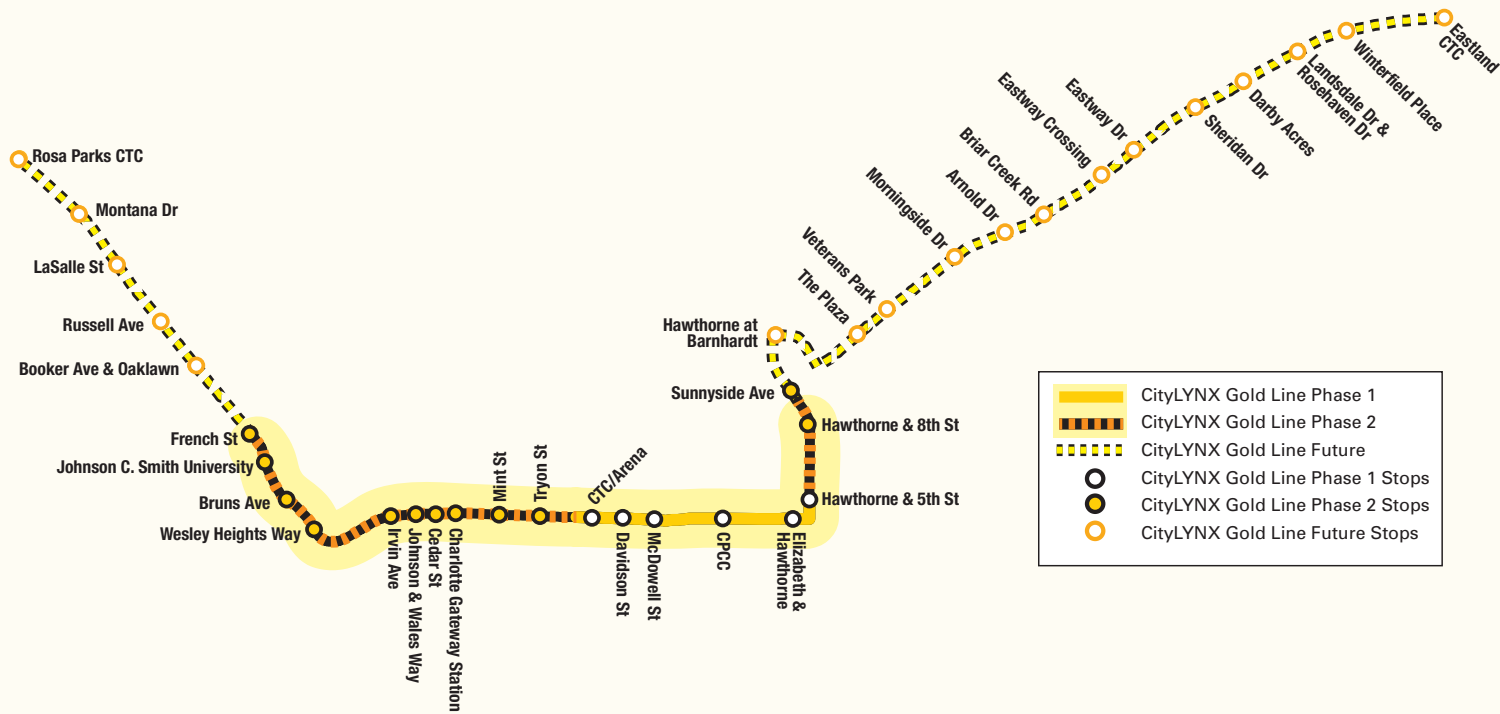 Rosa Parks CTC
Montana Dr
LaSalle St
Russell Ave
Booker Ave & Oaklawn
French St
Johnson C. Smith University
Bruns Ave
Wesley Heights Way
Irvin Ave
Johnson & Wales Way
Cedar St
Charlotte Gateway Station
Mint St
Tryon St
CTC/Arena
Davidson St
McDowell St
CPCC
Elizabeth &
Hawthorne
Hawthorne & 5th St
Hawthorne & 8th St
Sunnyside Ave
Hawthorne at
Barnhardt
The Plaza
Veterans Park
Morningside Dr
Arnold Dr
Briar Creek Rd
Eastway Crossing
Eastway Dr
Sheridan Dr
Darby Acres
Landsdale Dr &
Rosehaven Dr
Winterfield Place
Eastland
CTC
CityLYNX Gold Line Phase 1
CityLYNX Gold Line Phase 2
CityLYNX Gold Line Future
CityLYNX Gold Line Phase 1 Stops
CityLYNX Gold Line Phase 2 Stops
CityLYNX Gold Line Future Stops